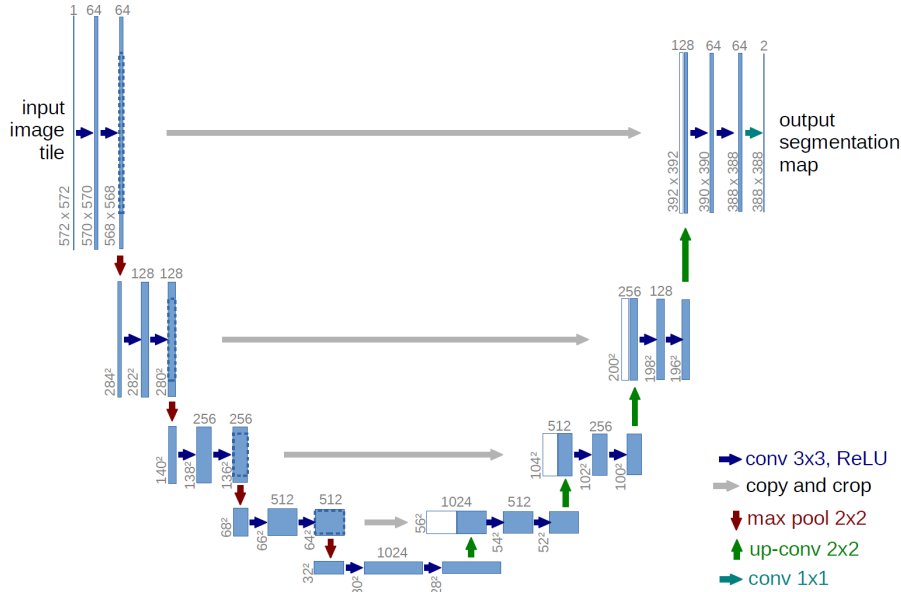 1 64 64
input
image
tile
572 x 572
570 x 570
568 x 568
128 64 64 2
output
segmentation
map
392 x 392
390 x 390
388 x 388
388 x 388
128 128
284²
282²
280²
256 128
200²
198²
196²
256 256
140²
138²
136²
512 256
104²
102²
100²
512 512
68²
66²
64²
1024 512
56²
54²
52²
1024
32²
30²
28²
conv 3x3, ReLU
copy and crop
max pool 2x2
up-conv 2x2
conv 1x1